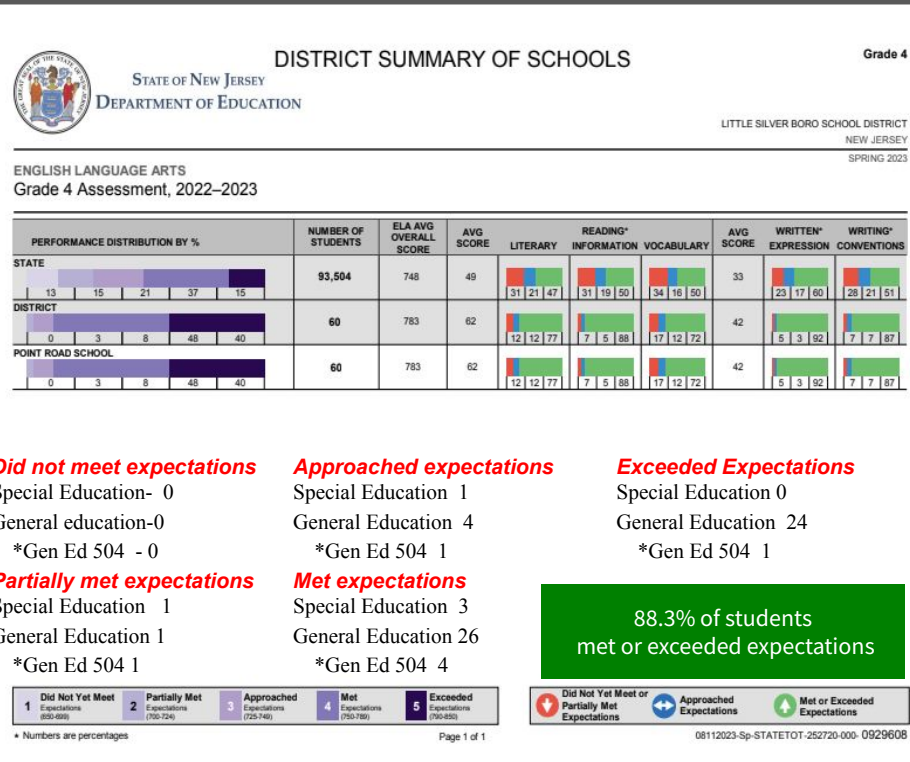 DISTRICT SUMMARY OF SCHOOLS
Grade 4
STATE OF NEW JERSEY
DEPARTMENT OF EDUCATION
LITTLE SILVER BORO SCHOOL DISTRICT
NEW JERSEY
SPRING 2023
ENGLISH LANGUAGE ARTS
Grade 4 Assessment, 2022–2023
PERFORMANCE DISTRIBUTION BY % NUMBER OF STUDENTS ELA AVG OVERALL SCORE AVG SCORE READING* LITERARY INFORMATION VOCABULARY AVG SCORE WRITTEN* EXPRESSION WRITING* CONVENTIONS
STATE
13 15 21 37 15 93,504 748 49 31 21 47 31 19 50 34 16 50 33 23 17 60 28 21 51
DISTRICT
0 3 8 48 40 60 783 62 12 12 77 7 5 88 17 12 72 42 5 3 92 7 7 87
POINT ROAD SCHOOL
0 3 8 48 40 60 783 62 12 12 77 7 5 88 17 12 72 42 5 3 92 7 7 87
Did not meet expectations
Special Education- 0
General education-0
*Gen Ed 504 - 0
Partially met expectations
Special Education 1
General Education 1
*Gen Ed 504 1
Approached expectations
Special Education 1
General Education 4
*Gen Ed 504 1
Met expectations
Special Education 3
General Education 26
*Gen Ed 504 4
Exceeded Expectations
Special Education 0
General Education 24
*Gen Ed 504 1
88.3% of students
met or exceeded expectations
1 Did Not Yet Meet Expectations (650-699)
2 Partially Met Expectations (700-724)
3 Approached Expectations (725-749)
4 Met Expectations (750-789)
5 Exceeded Expectations (790-850)
Did Not Yet Meet or Partially Met Expectations
Approached Expectations
Met or Exceeded Expectations
* Numbers are percentages
Page 1 of 1
08112023-Sp-STATETOT-252720-000- 0929608